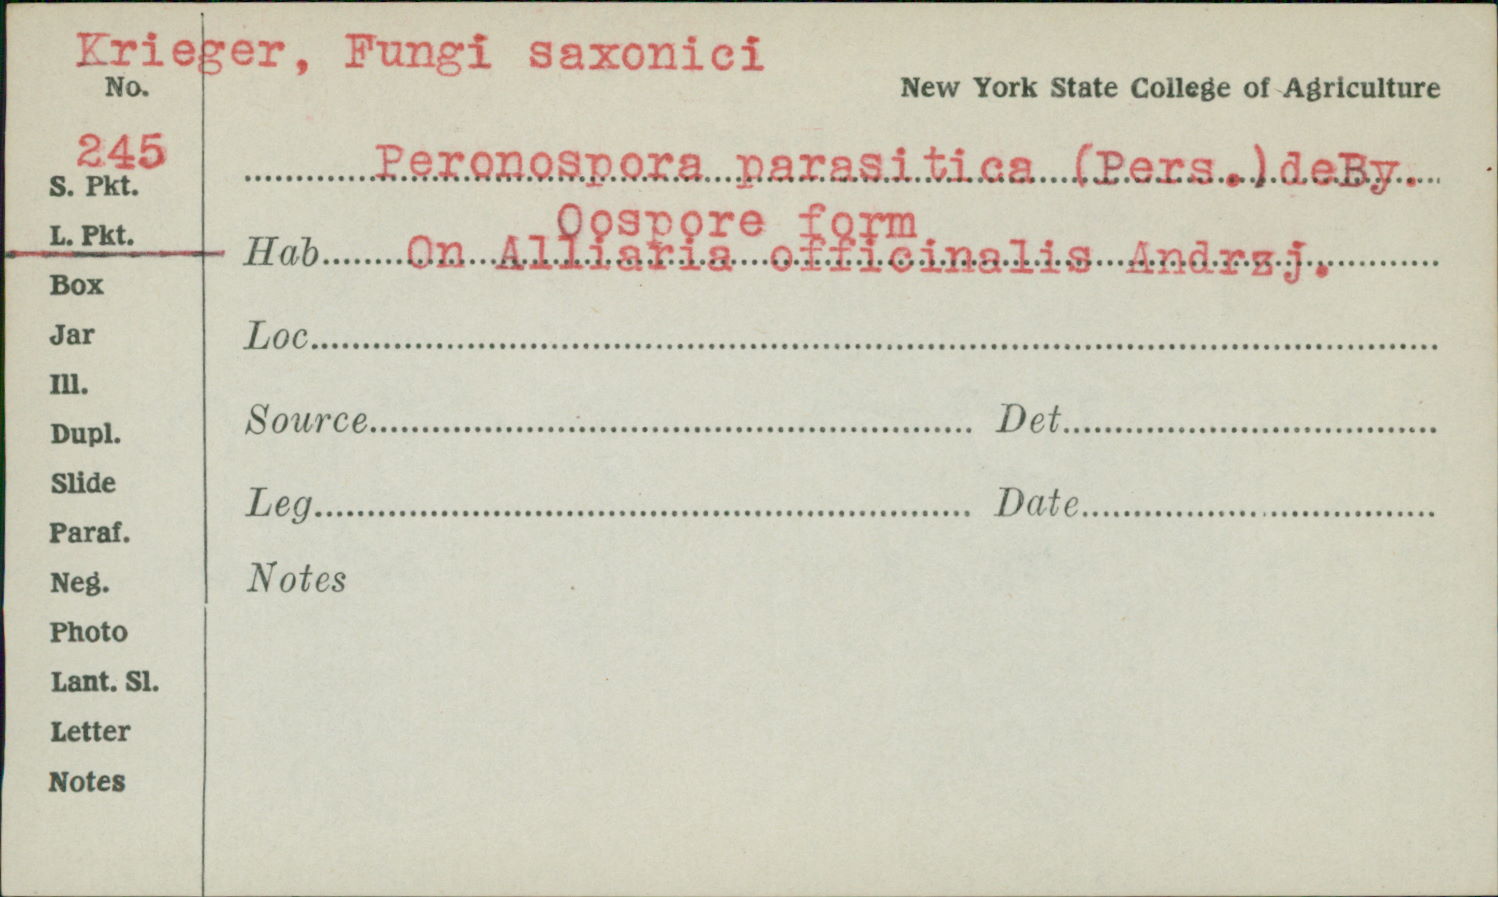 Krieger, Fungi saxonici
No.
New York State College of Agriculture
245
Peronospora parasitica (Pers.)deBy.
S. Pkt.
Oospore form
L. Pkt.
Hab. On Alliaria officinalis Andrzj.
Box
Jar
Loc.
Ill.
Dupl.
Source Det.
Slide
Leg. Date
Paraf.
Neg.
Notes
Photo
Lant. Sl.
Letter
Notes